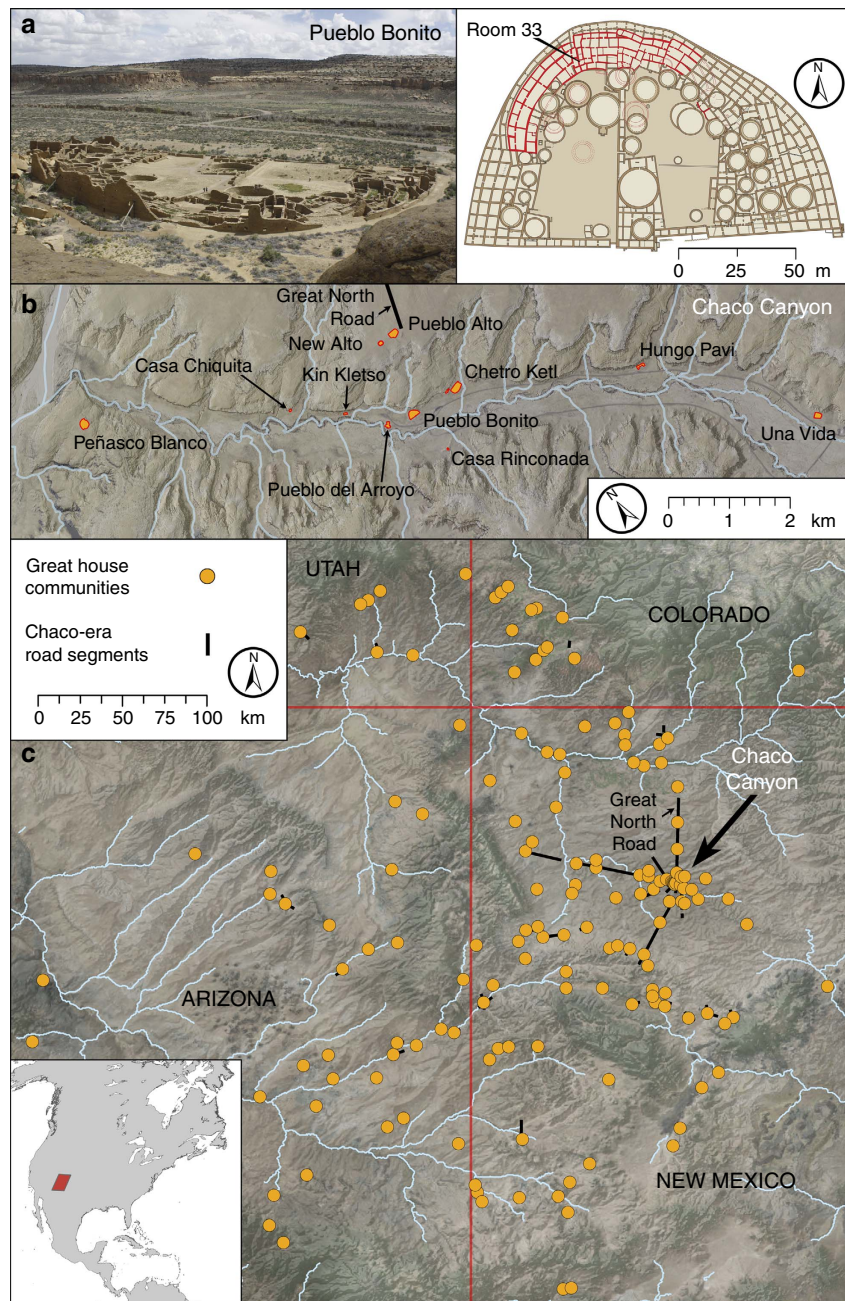 a
Pueblo Bonito
Room 33
N
0 25 50 m
b
Great North
Road
Chaco Canyon
Pueblo Alto
New Alto
Casa Chiquita
Kin Kletso
Chetro Ketl
Hungo Pavi
Peñasco Blanco
Pueblo Bonito
Una Vida
Casa Rinconada
Pueblo del Arroyo
N
0 1 2
km
Great house
communities
Chaco-era
road segments
N
0 25 50 75 100 km
UTAH
COLORADO
c
Chaco
Canyon
Great
North
Road
ARIZONA
NEW MEXICO